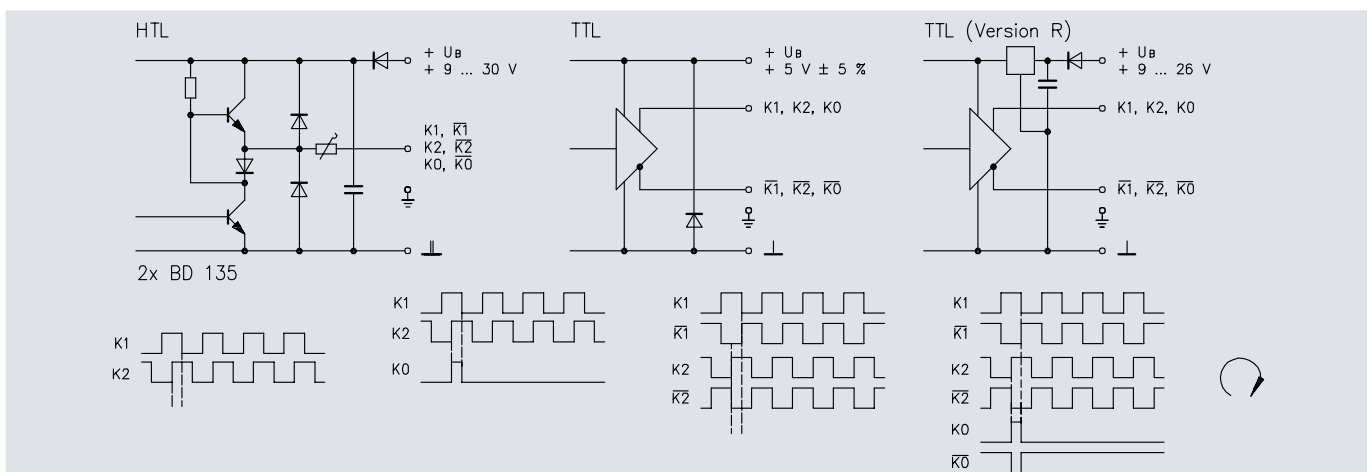 HTL
+ UB
+ 9 ... 30 V
K1, K̅1̅
K2, K̅2̅
K0, K̅0̅
2x BD 135
TTL
+ UB
+ 5 V ± 5 %
K1, K2, K0
K̅1̅, K̅2̅, K̅0̅
TTL (Version R)
+ UB
+ 9 ... 26 V
K1, K2, K0
K̅1̅, K̅2̅, K̅0̅
K1
K2
K1
K2
K0
K1
K̅1̅
K2
K̅2̅
K1
K̅1̅
K2
K̅2̅
K0
K̅0̅